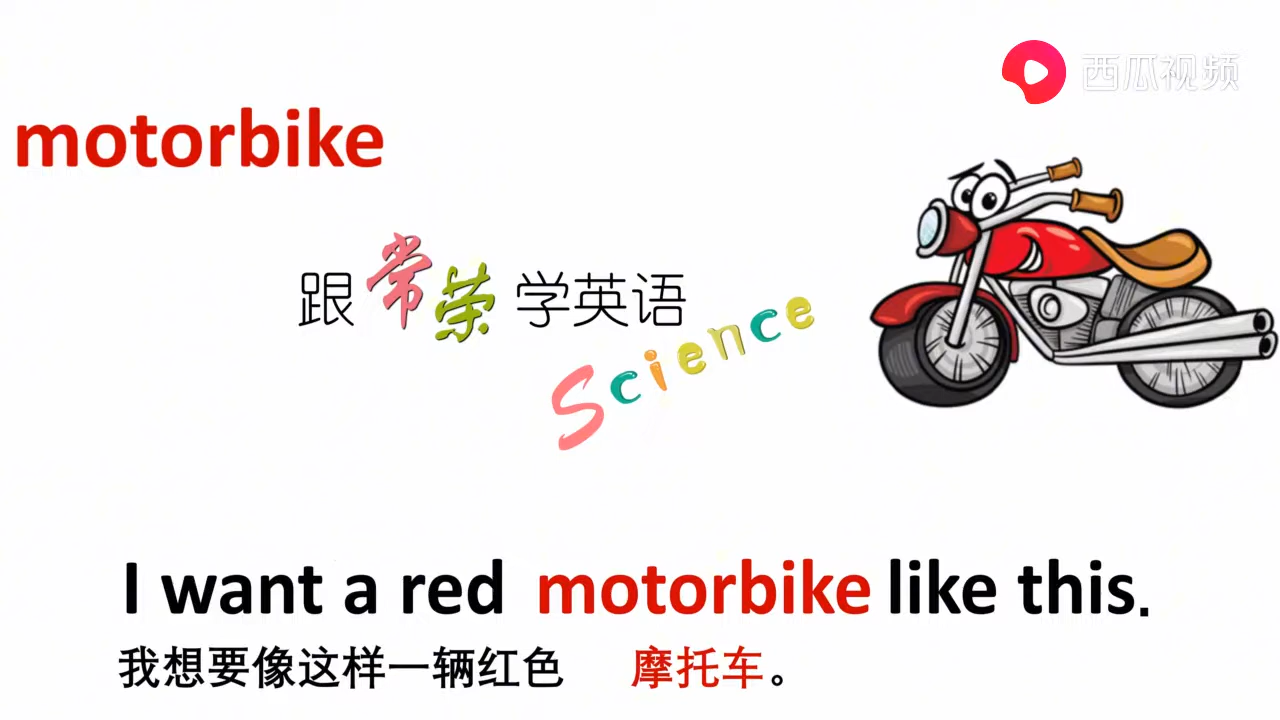 西瓜视频
motorbike
跟常荣学英语
Science
I want a red motorbike like this.
我想要像这样一辆红色 摩托车。